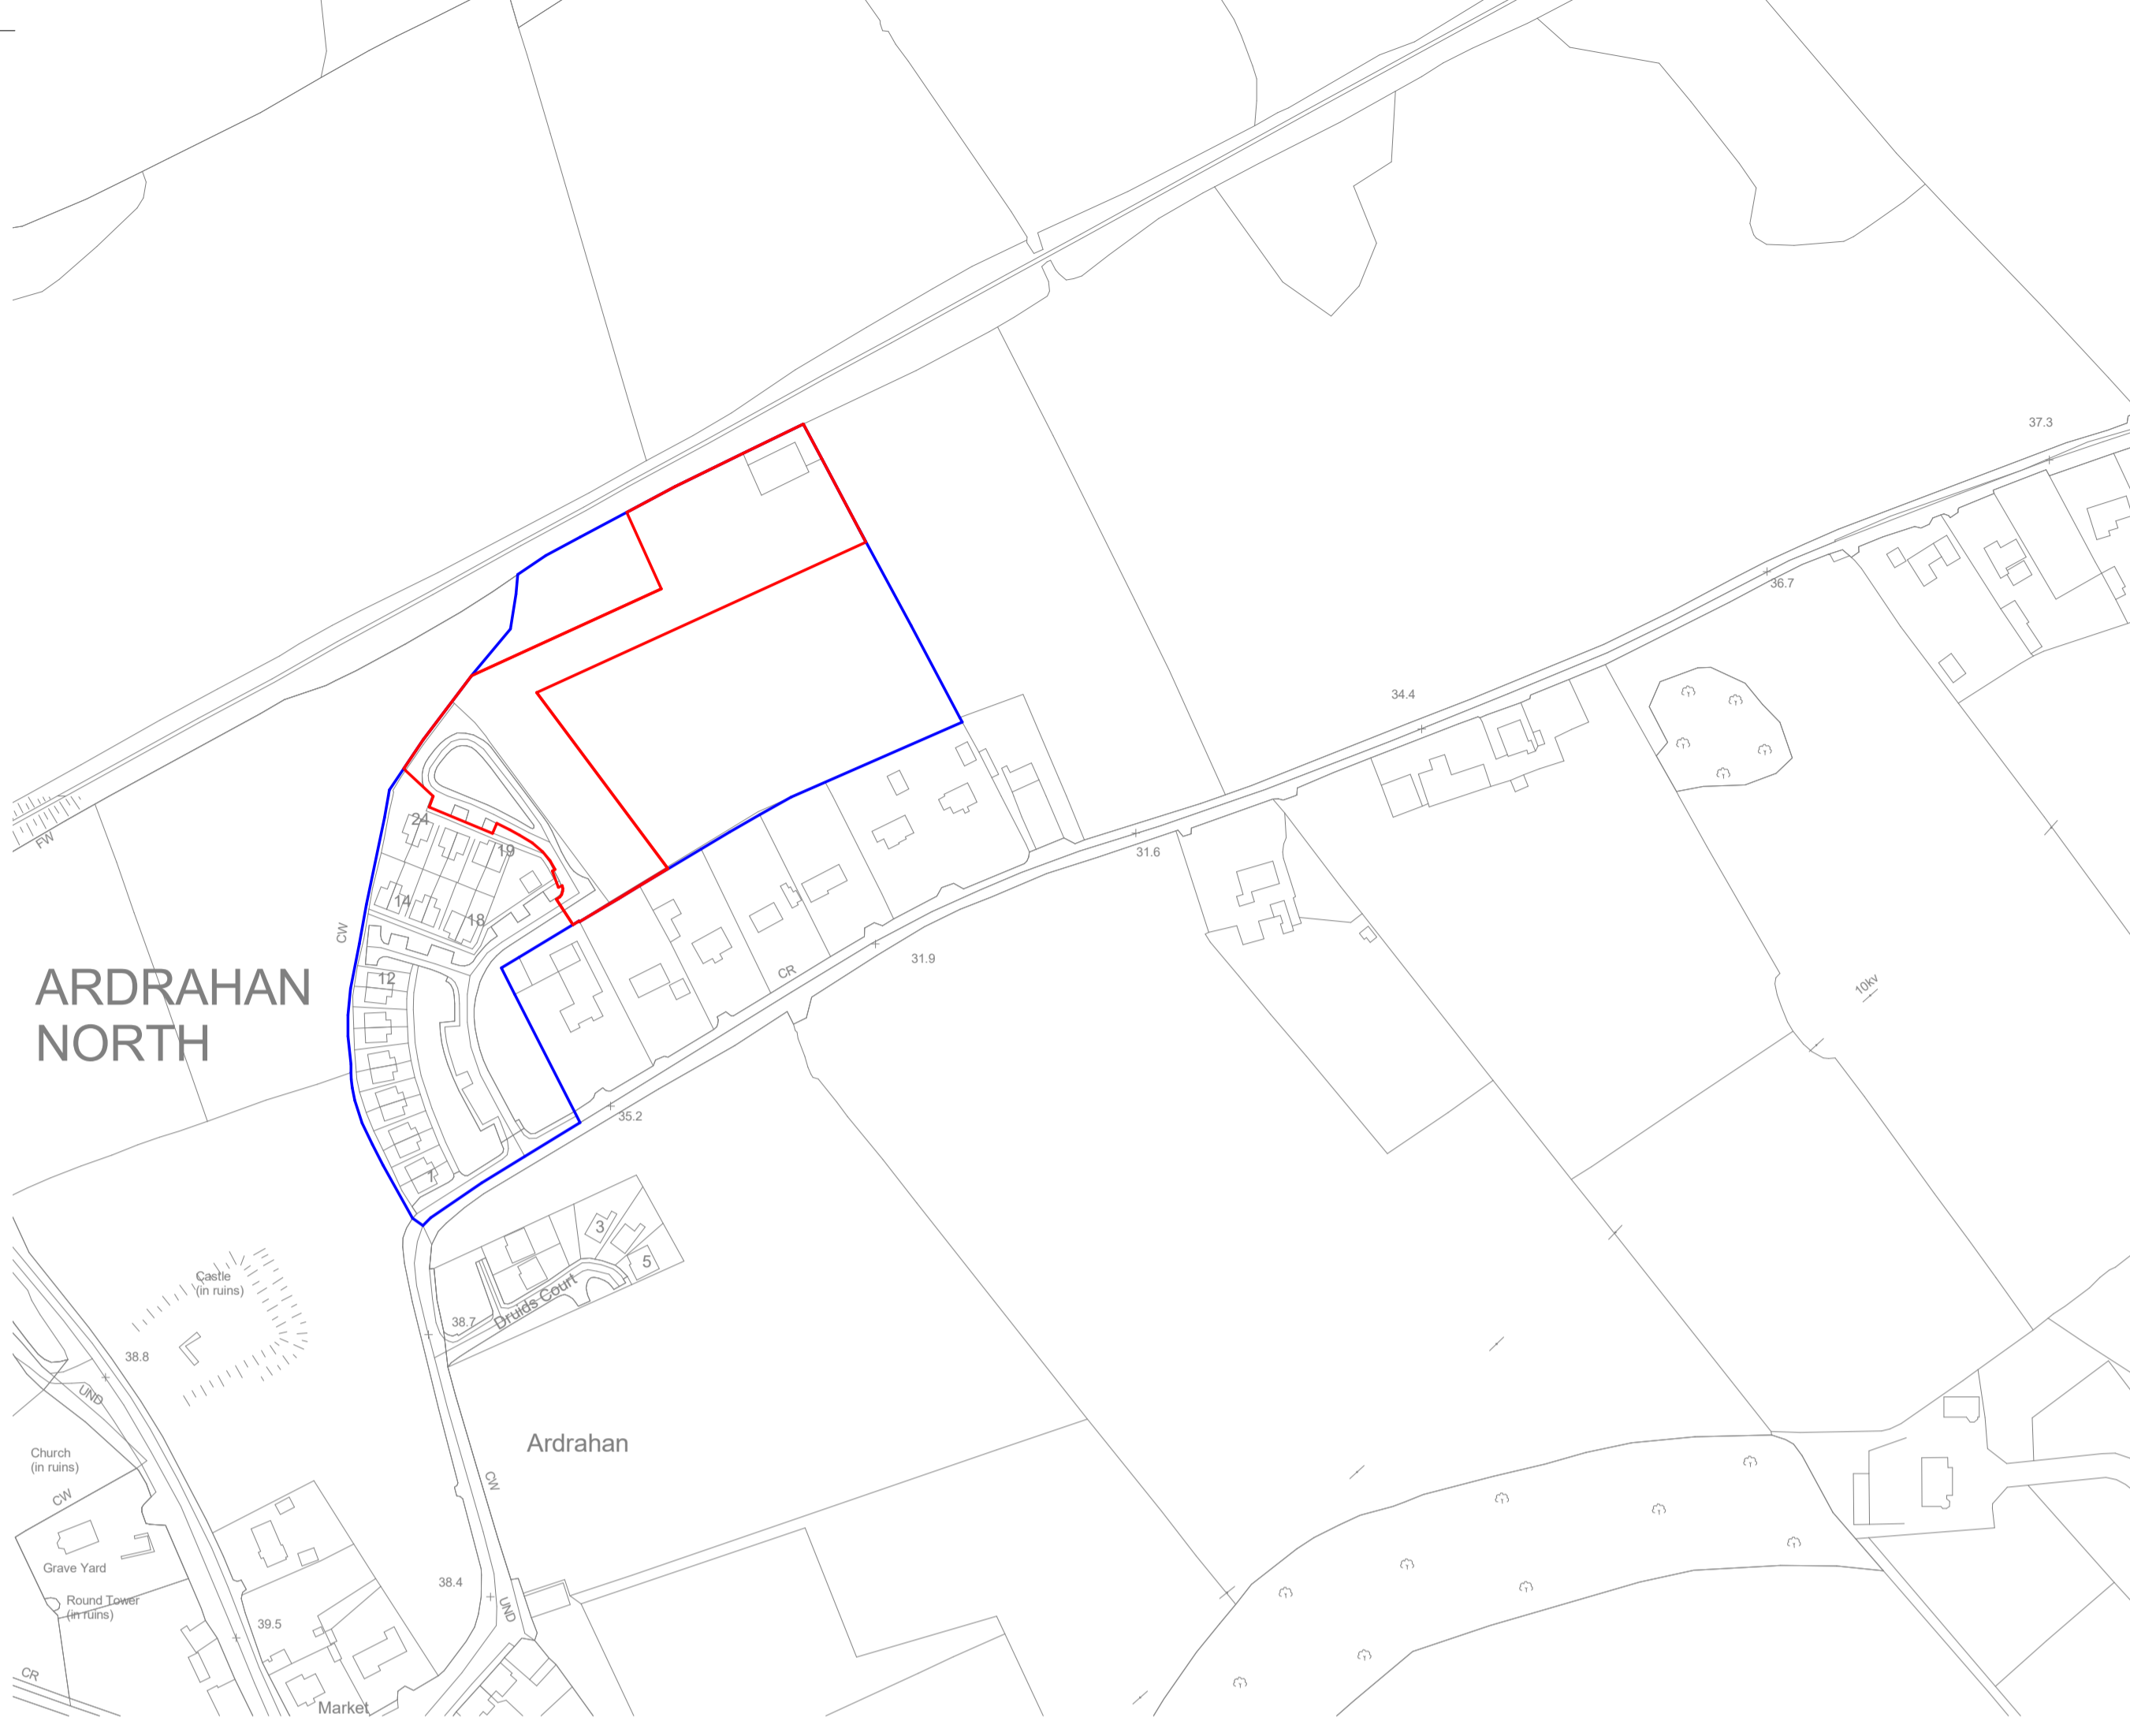 37.3
36.7
34.4
24
FW
19
31.6
14
18
CW
31.9
CR
12
ARDRAHAN
NORTH
10kv
35.2
1
3
5
Castle
(in ruins)
Druids Court
38.7
38.8
UND
Ardrahan
Church
(in ruins)
CW
CW
Grave Yard
38.4
Round Tower
(in ruins)
UND
39.5
CR
Market